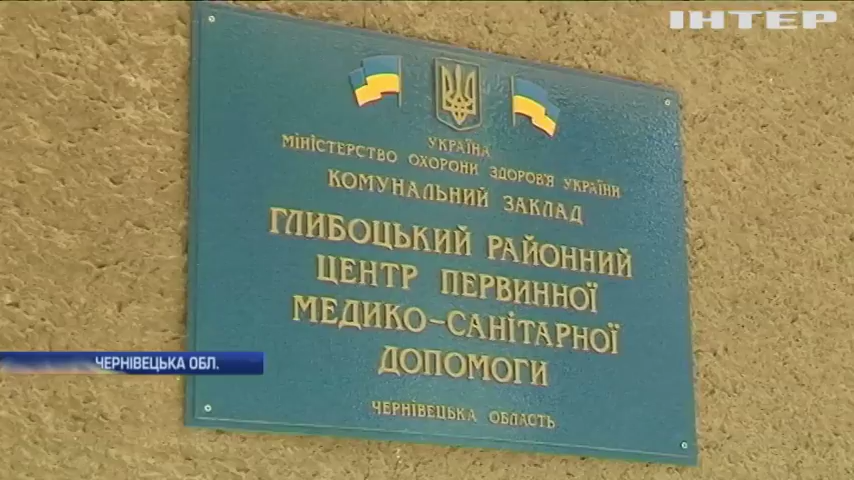 ІНТЕР
УКРАЇНА
МІНІСТЕРСТВО ОХОРОНИ ЗДОРОВ'Я УКРАЇНИ
КОМУНАЛЬНИЙ ЗАКЛАД
ГЛИБОЦЬКИЙ РАЙОННИЙ
ЦЕНТР ПЕРВИННОЇ
МЕДИКО-САНІТАРНОЇ
ДОПОМОГИ
ЧЕРНІВЕЦЬКА ОБЛ.
ЧЕРНІВЕЦЬКА ОБЛАСТЬ